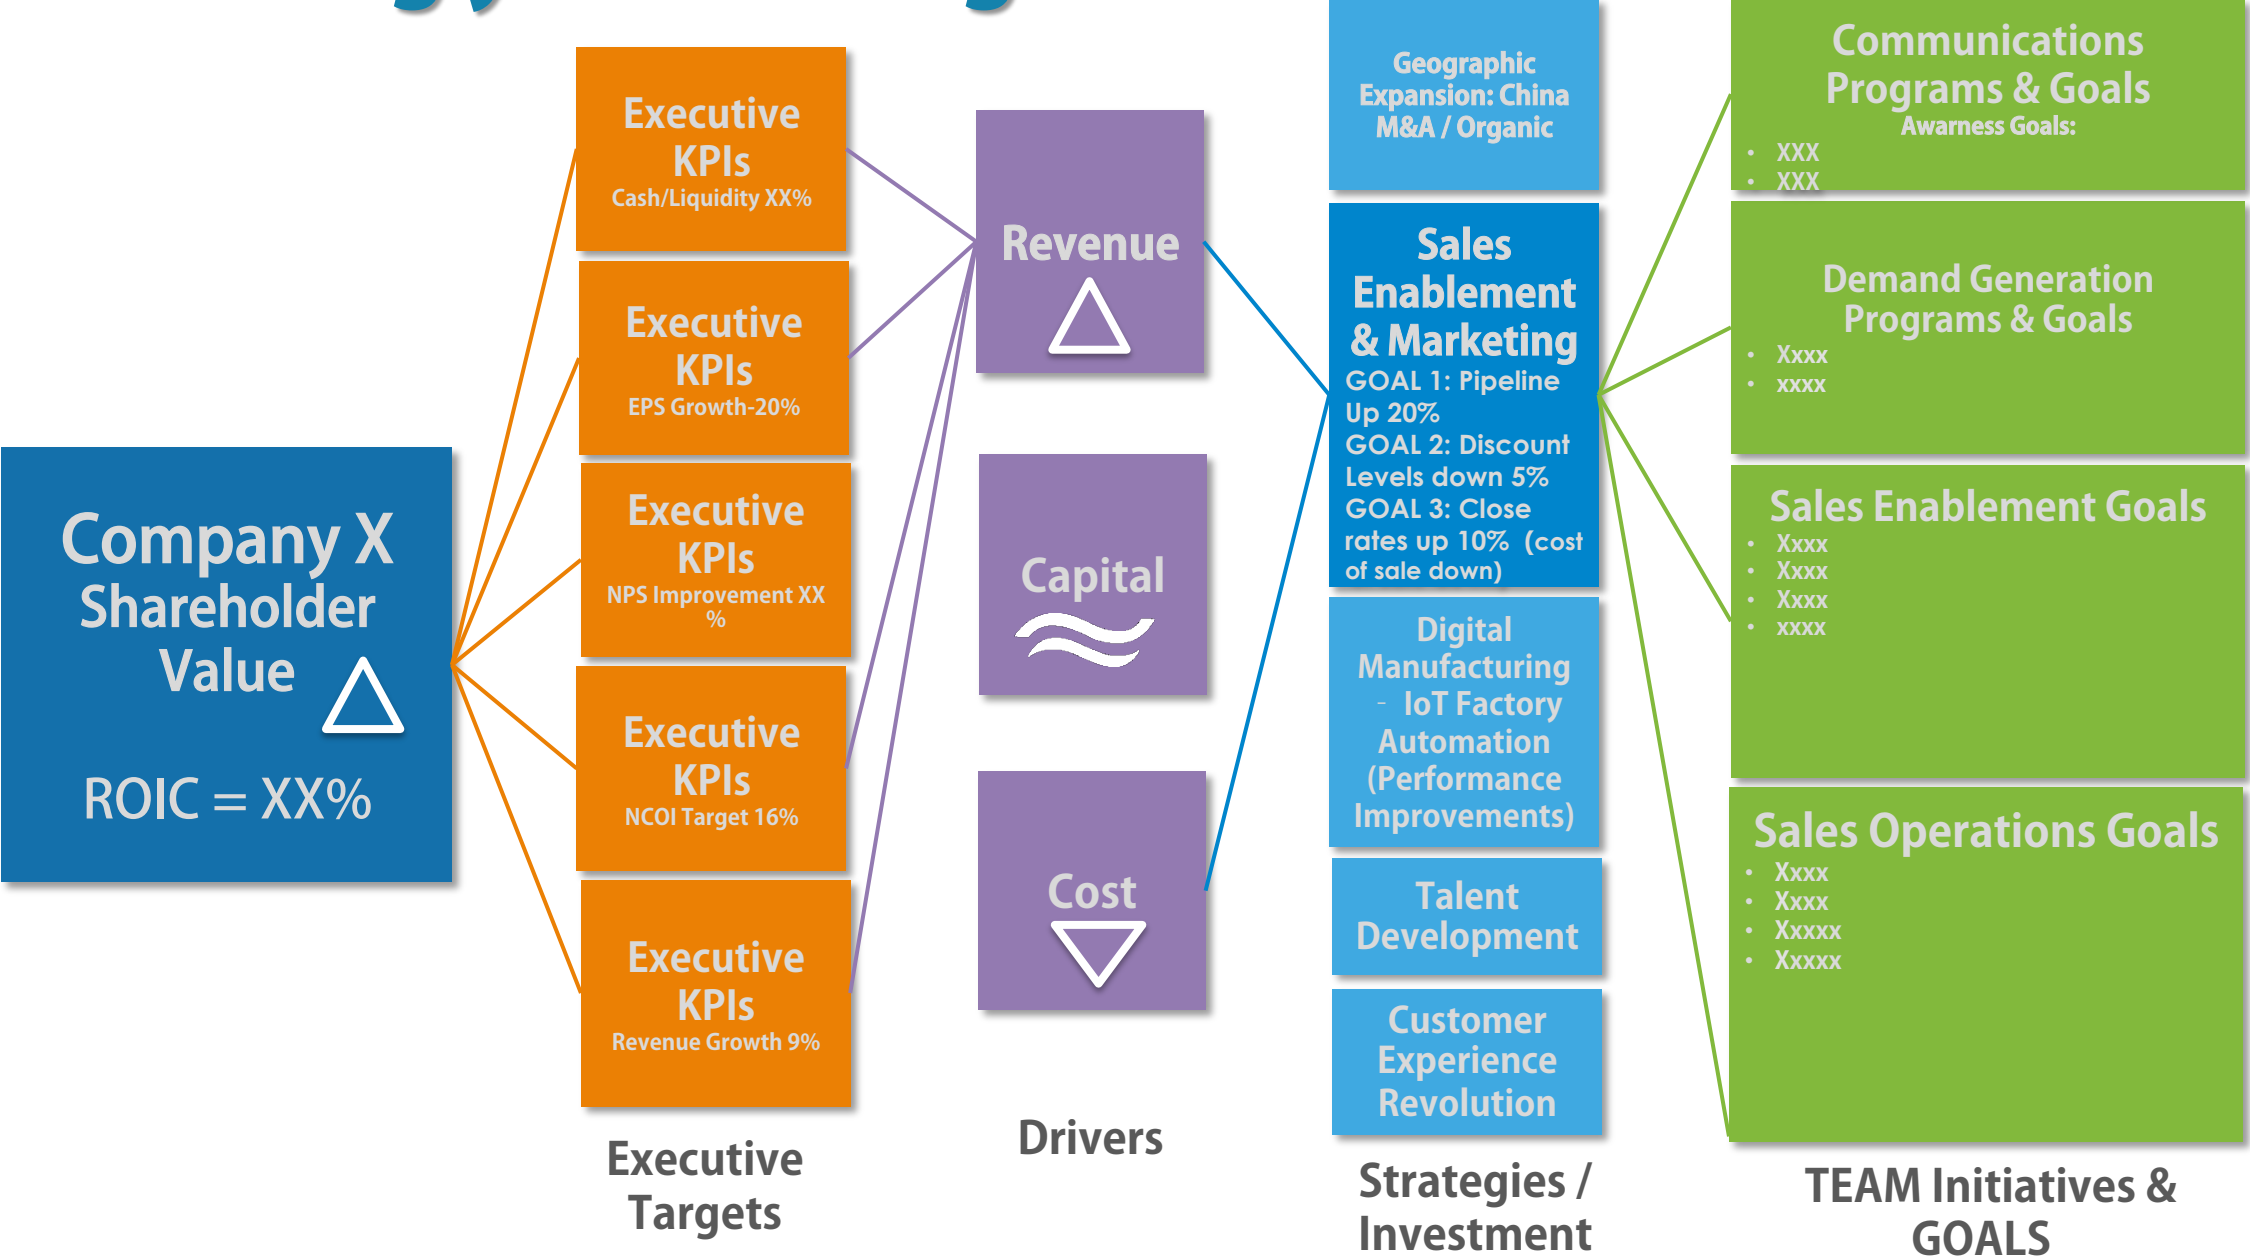 Company X
Shareholder
Value
ROIC = XX%
Executive
KPIs
Cash/Liquidity XX%
Executive
KPIs
EPS Growth-20%
Executive
KPIs
NPS Improvement XX
%
Executive
KPIs
NCOI Target 16%
Executive
KPIs
Revenue Growth 9%
Executive
Targets
Revenue
Capital
Cost
Drivers
Geographic
Expansion: China
M&A / Organic
Sales
Enablement
& Marketing
GOAL 1: Pipeline
Up 20%
GOAL 2: Discount
Levels down 5%
GOAL 3: Close
rates up 10% (cost
of sale down)
Digital
Manufacturing
- IoT Factory
Automation
(Performance
Improvements)
Talent
Development
Customer
Experience
Revolution
Strategies /
Investment
Communications
Programs & Goals
Awarness Goals:
• XXX
• XXX
Demand Generation
Programs & Goals
• Xxxx
• xxxx
Sales Enablement Goals
• Xxxx
• Xxxx
• Xxxx
• xxxx
Sales Operations Goals
• Xxxx
• Xxxx
• Xxxxx
• Xxxxx
TEAM Initiatives &
GOALS